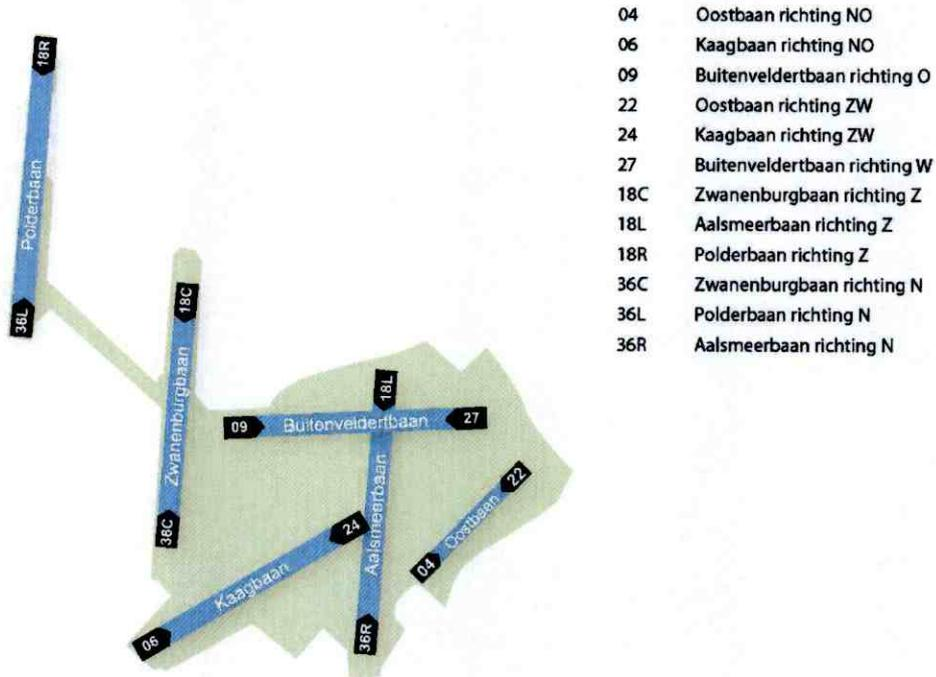 04 Oostbaan richting NO
06 Kaagbaan richting NO
09 Buitenveldertbaan richting O
22 Oostbaan richting ZW
24 Kaagbaan richting ZW
27 Buitenveldertbaan richting W
18C Zwanenburgbaan richting Z
18L Aalsmeerbaan richting Z
18R Polderbaan richting Z
36C Zwanenburgbaan richting N
36L Polderbaan richting N
36R Aalsmeerbaan richting N
18R
Polderbaan
36L
18C
Zwanenburgbaan
36C
18L
09 Buitenveldertbaan 27
Aalsmeerbaan
36R
24
Kaagbaan
06
22
Oostbaan
04